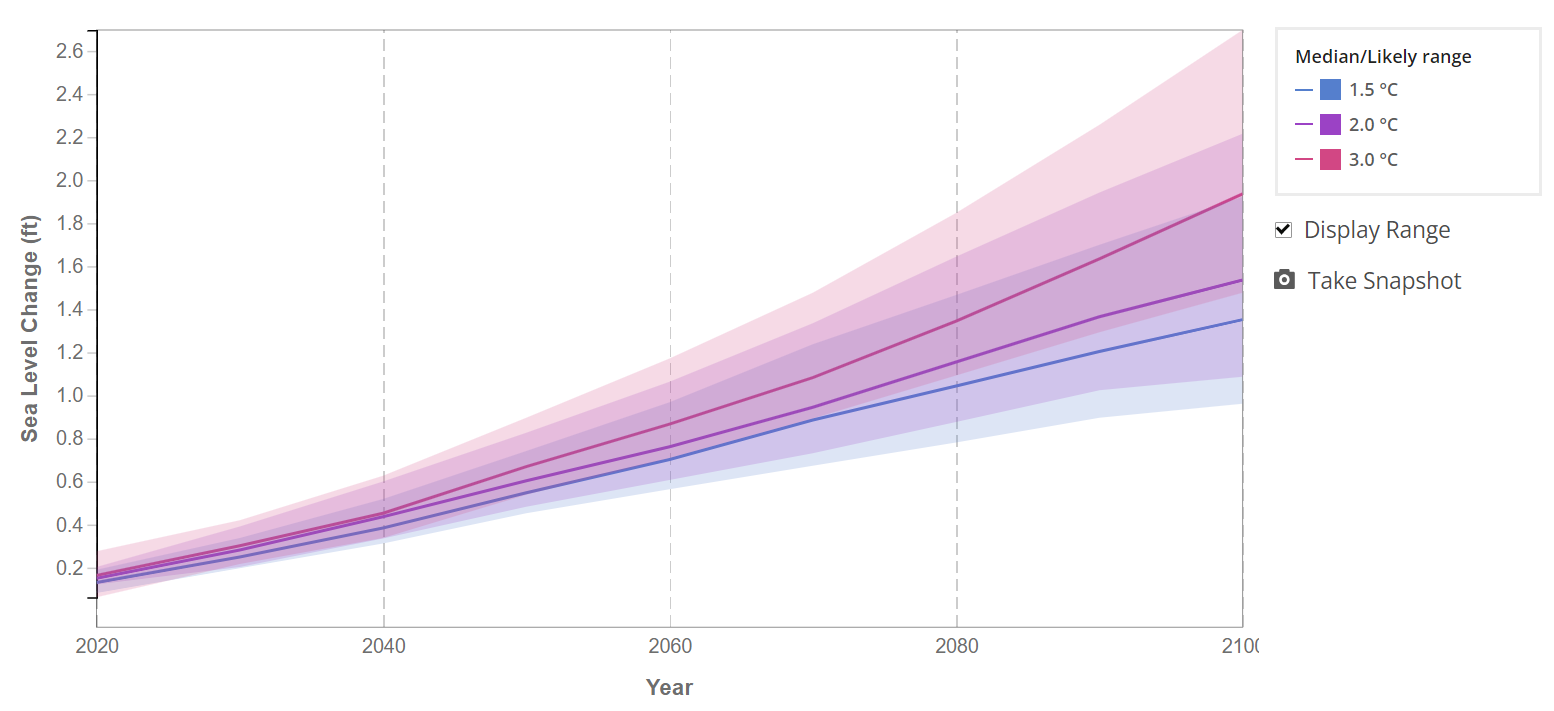 Sea Level Change (ft)
2.6
2.4
2.2
2.0
1.8
1.6
1.4
1.2
1.0
0.8
0.6
0.4
0.2
2020 2040 2060 2080 2100
Year
Median/Likely range
1.5 °C
2.0 °C
3.0 °C
Display Range
Take Snapshot